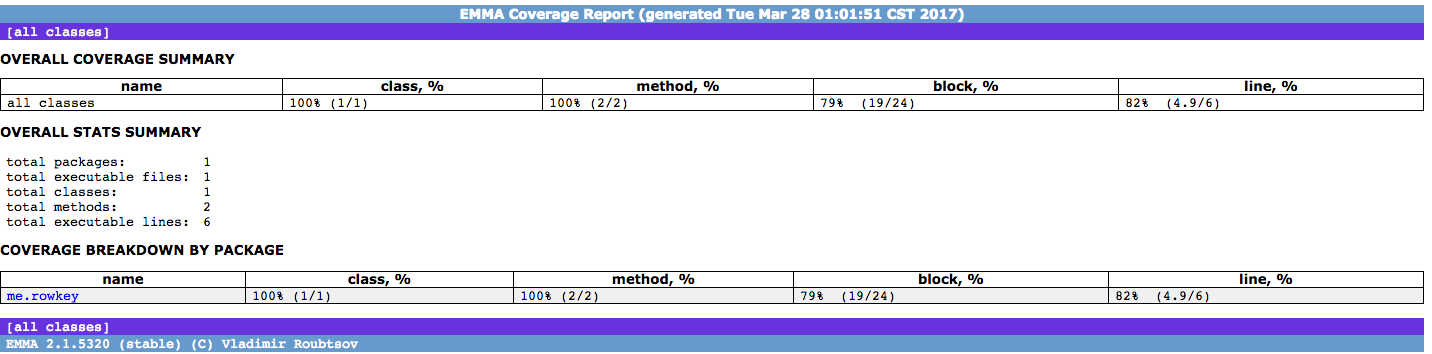 EMMA Coverage Report (generated Tue Mar 28 01:01:51 CST 2017)
[all classes]
OVERALL COVERAGE SUMMARY
name class, % method, % block, % line, %
all classes 100% (1/1) 100% (2/2) 79% (19/24) 82% (4.9/6)
OVERALL STATS SUMMARY
total packages: 1
total executable files: 1
total classes: 1
total methods: 2
total executable lines: 6
COVERAGE BREAKDOWN BY PACKAGE
name class, % method, % block, % line, %
me.rowkey 100% (1/1) 100% (2/2) 79% (19/24) 82% (4.9/6)
[all classes]
EMMA 2.1.5320 (stable) (C) Vladimir Roubtsov